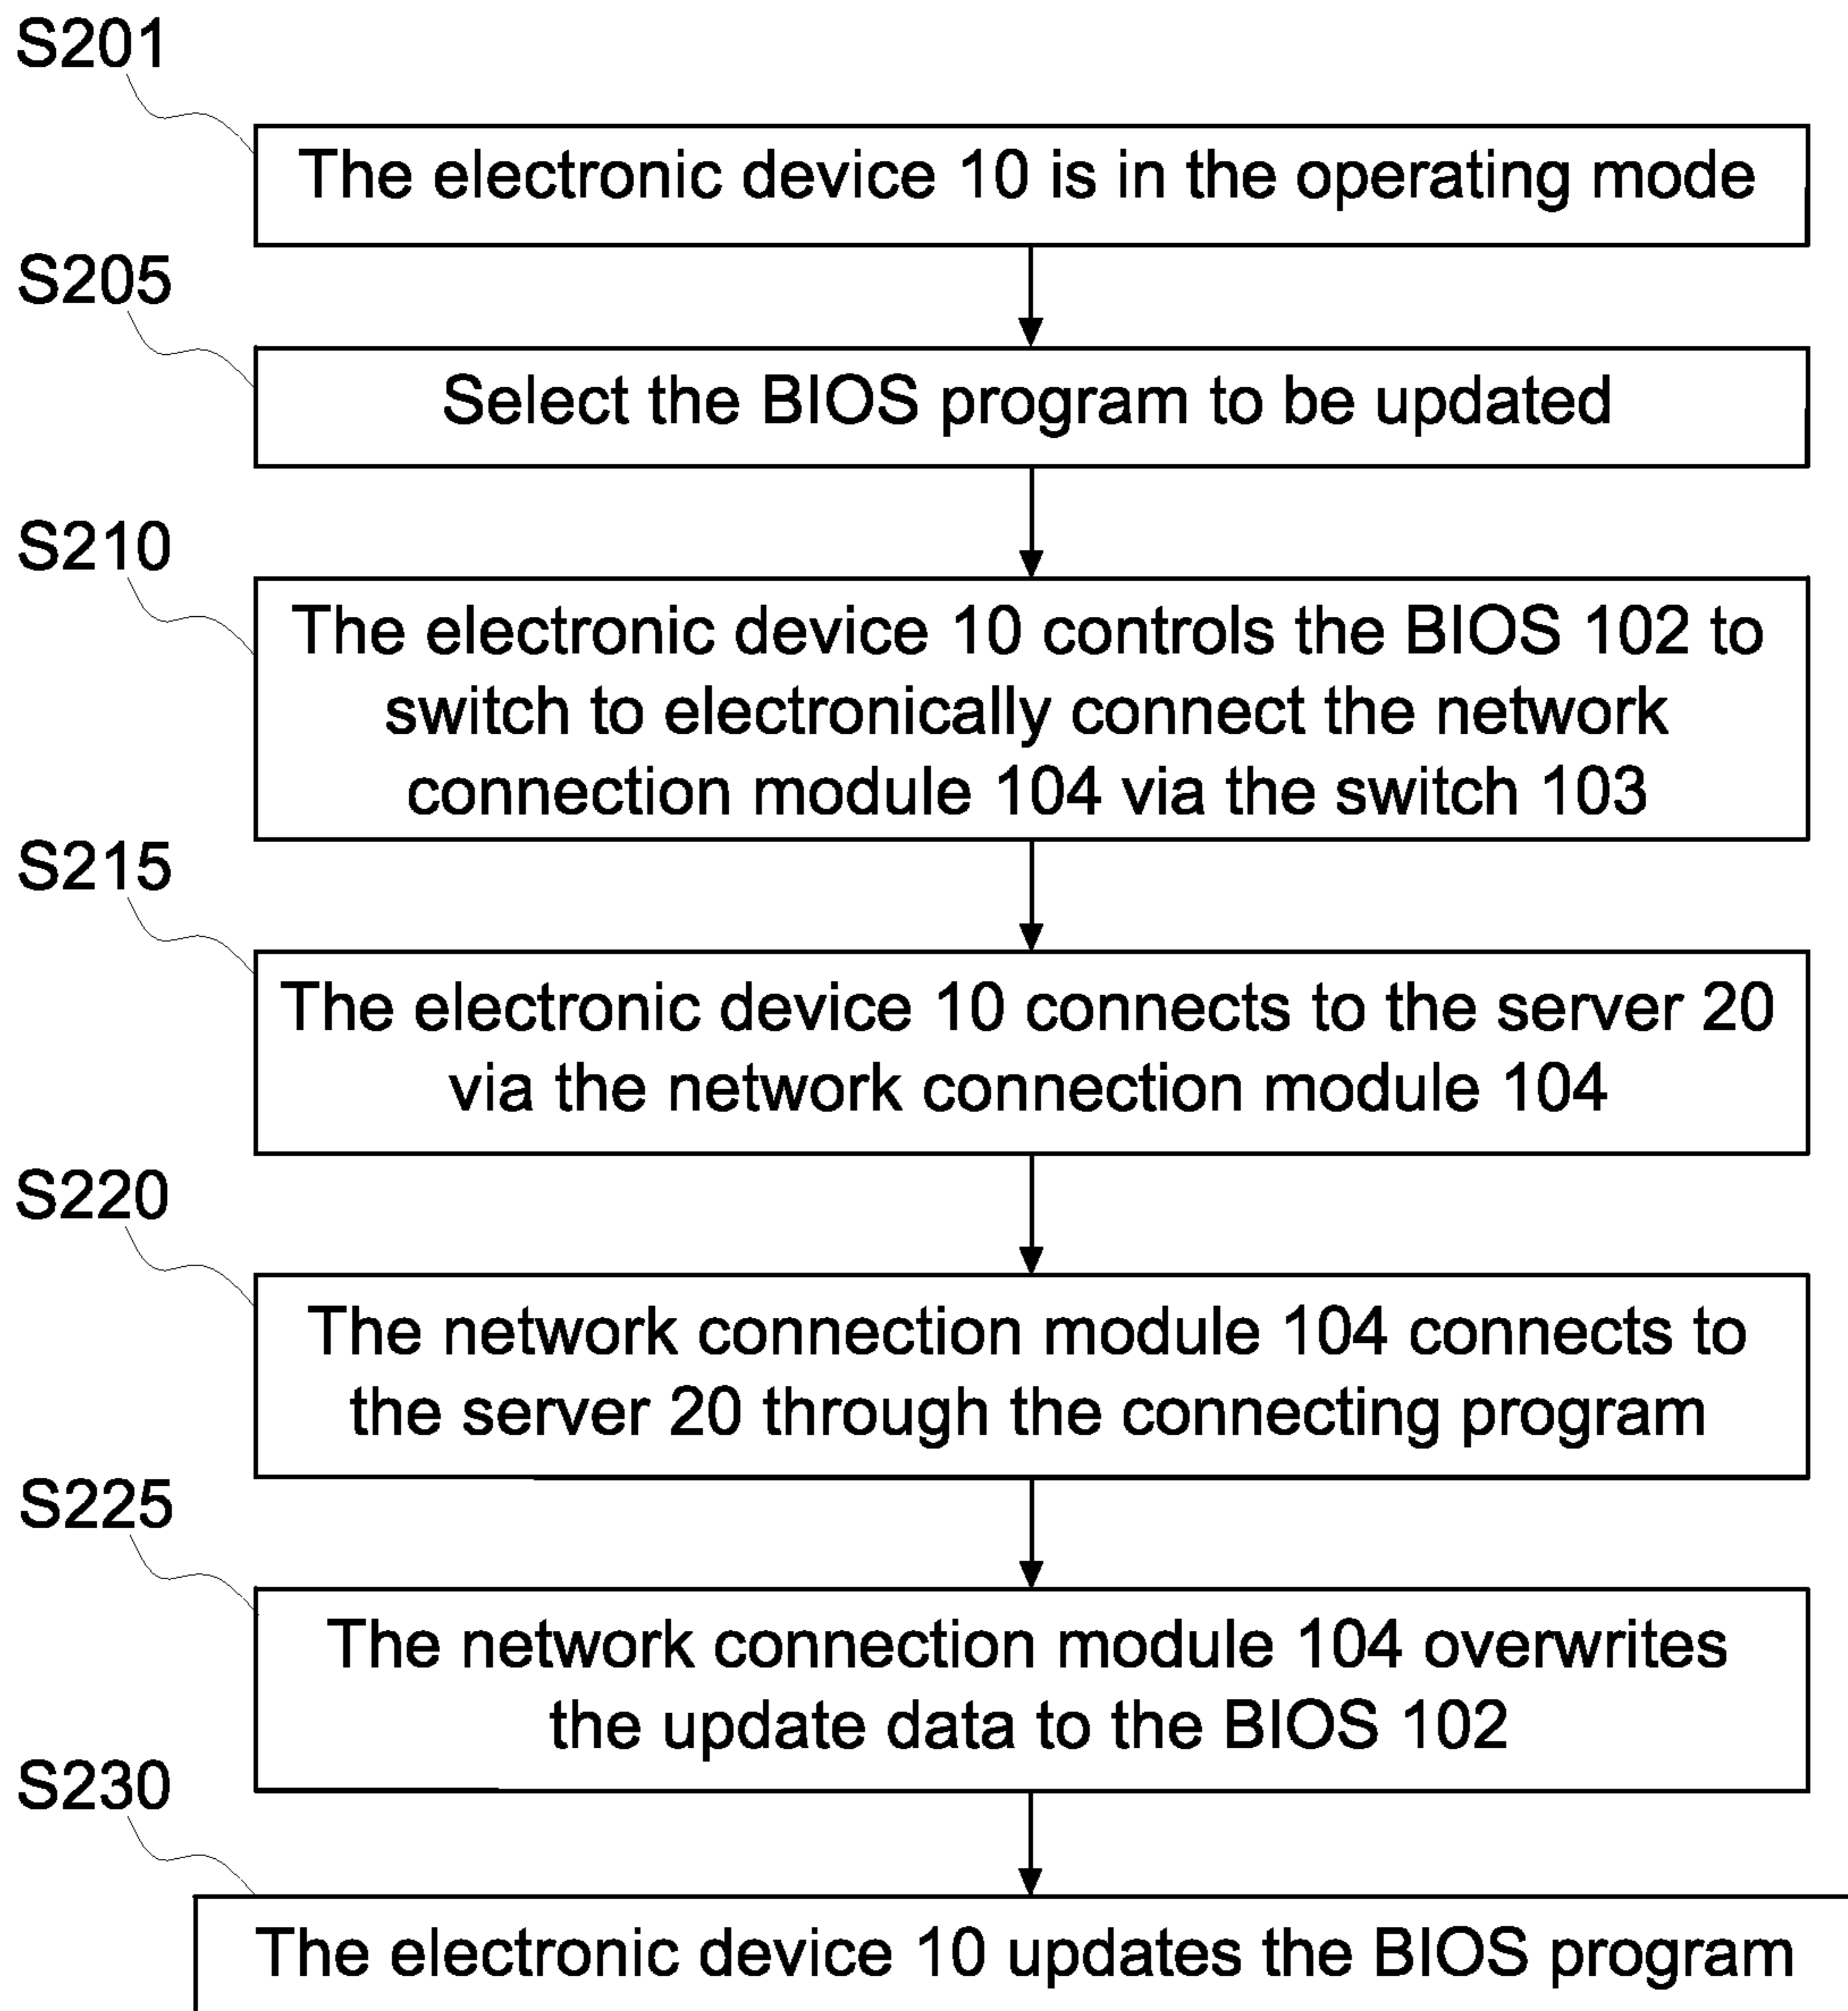 S201
The electronic device 10 is in the operating mode
S205
Select the BIOS program to be updated
S210
The electronic device 10 controls the BIOS 102 to
switch to electronically connect the network
connection module 104 via the switch 103
S215
The electronic device 10 connects to the server 20
via the network connection module 104
S220
The network connection module 104 connects to
the server 20 through the connecting program
S225
The network connection module 104 overwrites
the update data to the BIOS 102
S230
The electronic device 10 updates the BIOS program